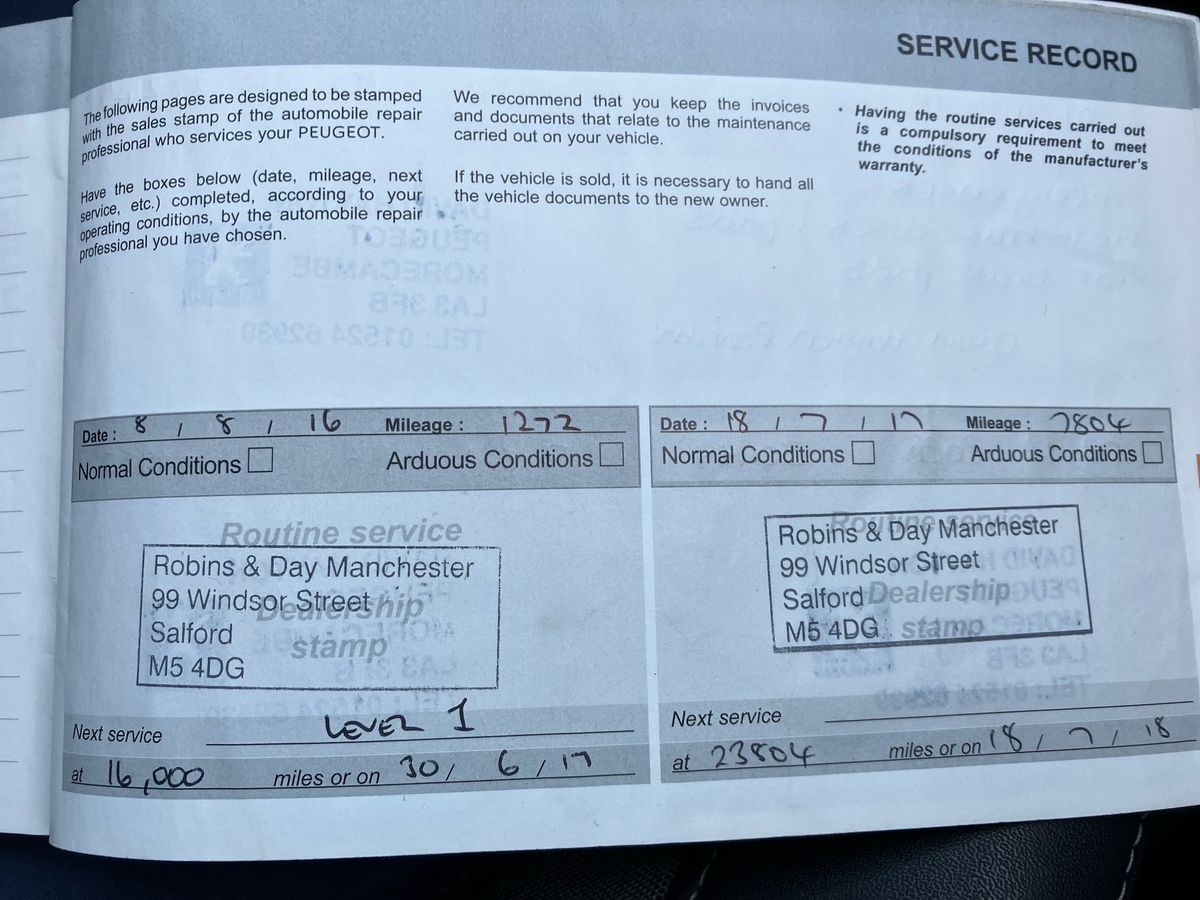 SERVICE RECORD
The following pages are designed to be stamped
with the sales stamp of the automobile repair
professional who services your PEUGEOT.
Have the boxes below (date, mileage, next
service, etc.) completed, according to your
operating conditions, by the automobile repair
professional you have chosen.
We recommend that you keep the invoices
and documents that relate to the maintenance
carried out on your vehicle.
If the vehicle is sold, it is necessary to hand all
the vehicle documents to the new owner.
• Having the routine services carried out
is a compulsory requirement to meet
the conditions of the manufacturer's
warranty.
Date : 8 / 8 / 16 Mileage : 1272
Normal Conditions Arduous Conditions
Routine service
Dealership
stamp
Robins & Day Manchester
99 Windsor Street
Salford
M5 4DG
Next service LEVEL 1
at 16,000 miles or on 30 / 6 / 17
Date : 18 / 7 / 17 Mileage : 7804
Normal Conditions Arduous Conditions
Routine service
Dealership
stamp
Robins & Day Manchester
99 Windsor Street
Salford
M5 4DG
Next service
at 23804 miles or on 18 / 7 / 18